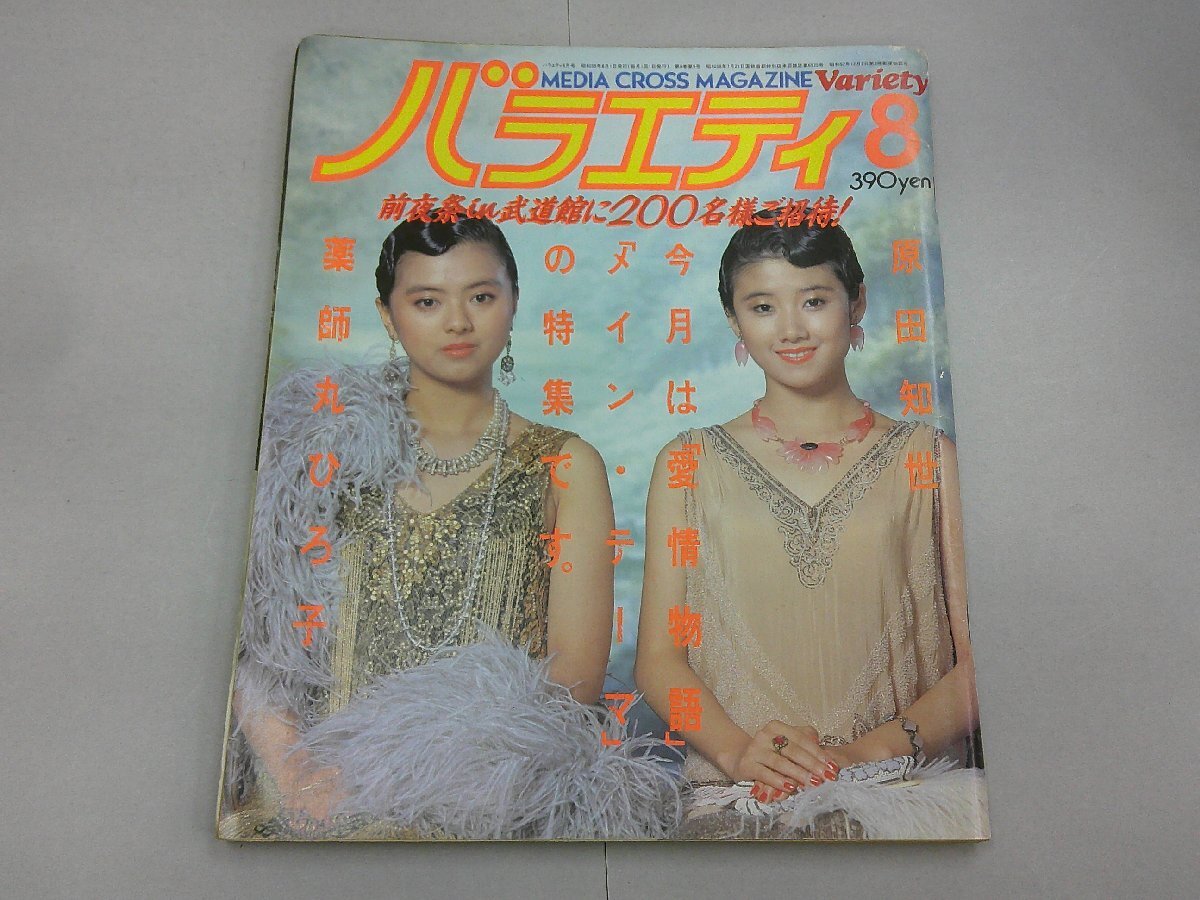 MEDIA CROSS MAGAZINE Variety
バラエティ
8
390yen
前夜祭in武道館に200名様ご招待!
原田知世
今月は「愛情物語」
「メイン・テーマ」
の特集です。
薬師丸ひろ子